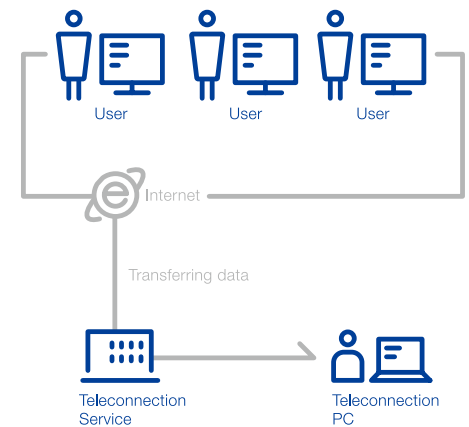 User
User
User
Internet
Transferring data
Teleconnection
Service
Teleconnection
PC